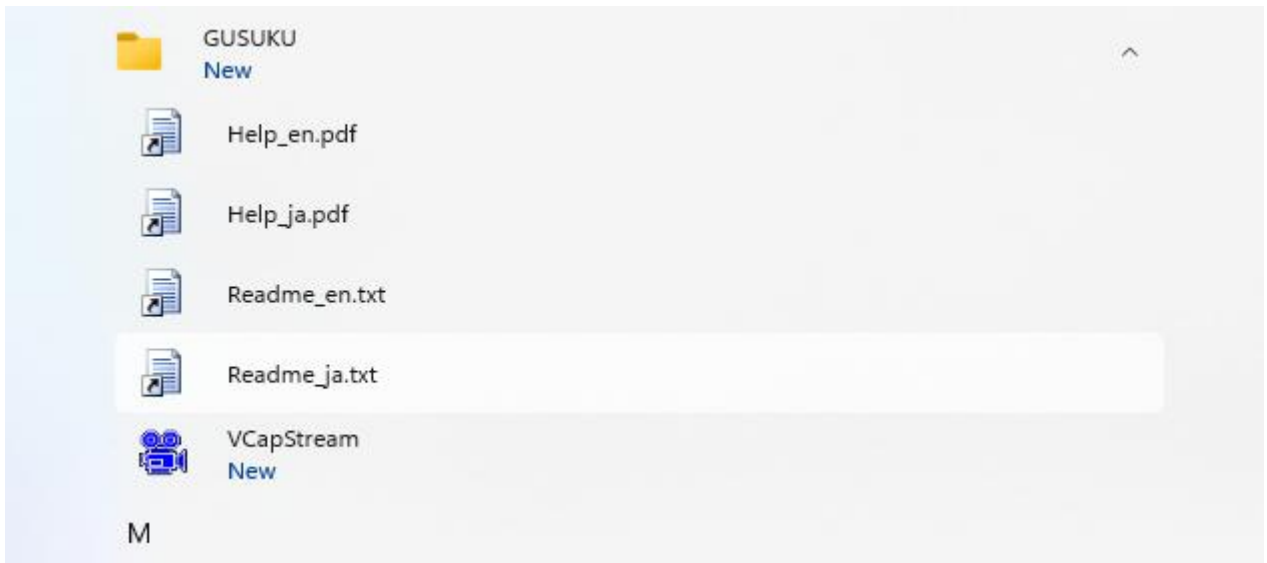 GUSUKU
New
Help_en.pdf
Help_ja.pdf
Readme_en.txt
Readme_ja.txt
VCapStream
New
M